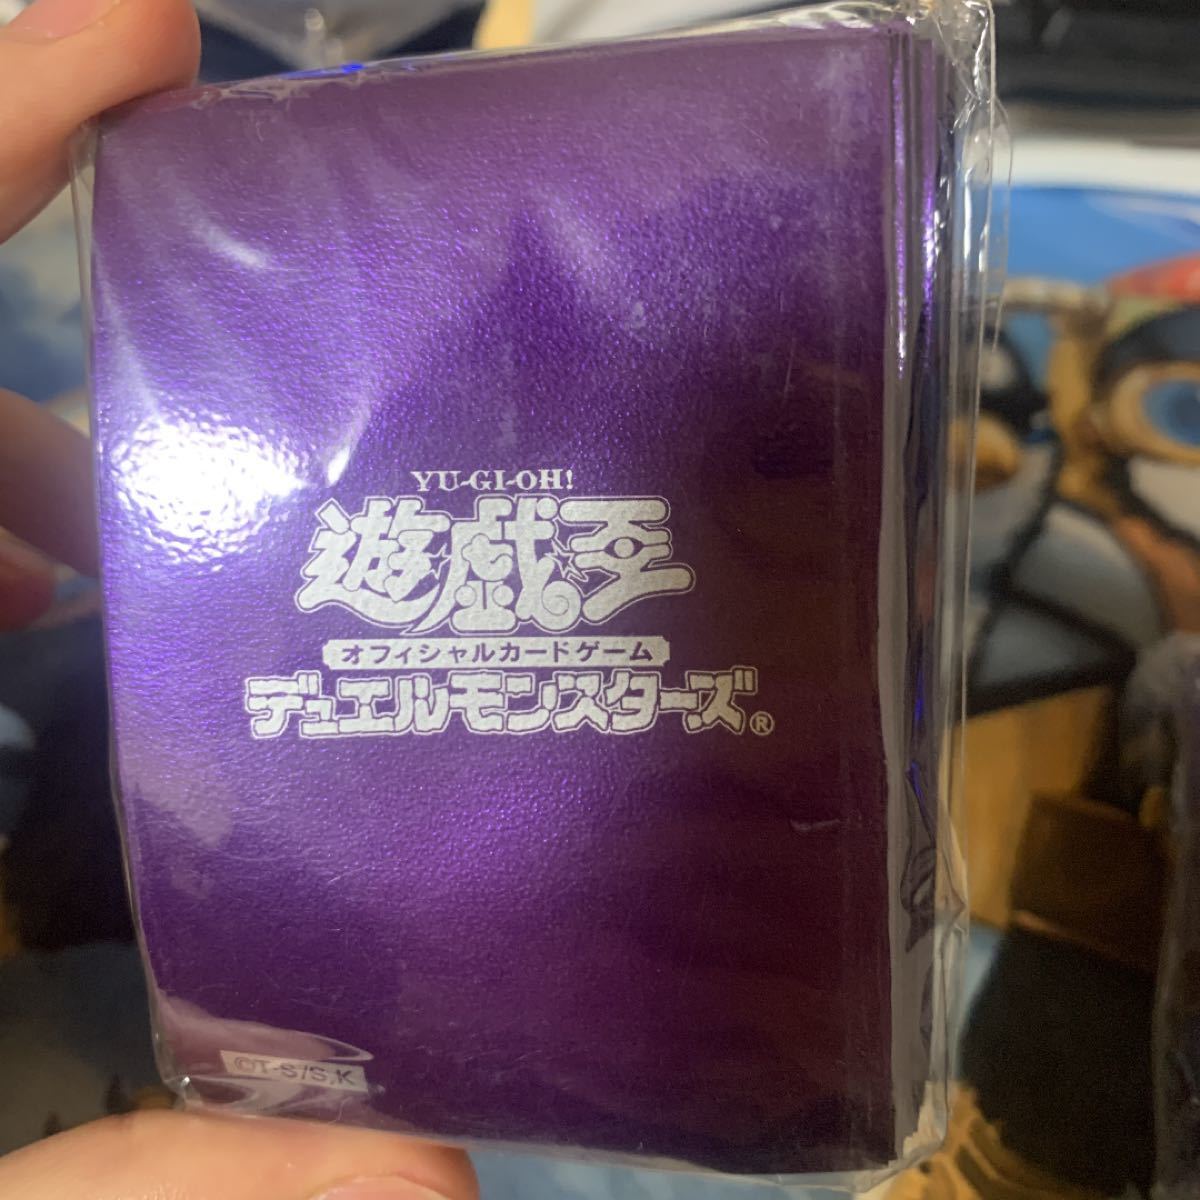 YU-GI-OH!
遊☆戯☆王
オフィシャルカードゲーム
デュエルモンスターズ®
©T-S/S,K